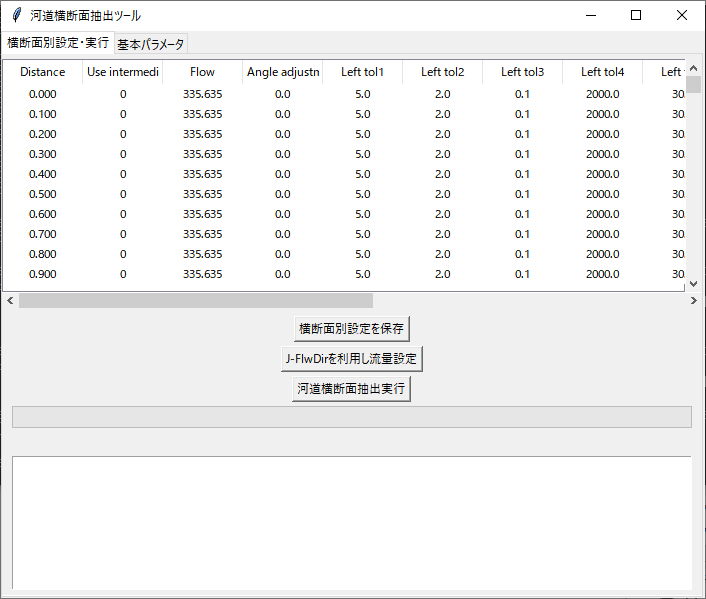 河道横断面抽出ツール
横断面別設定・実行 基本パラメータ
Distance Use intermedi Flow Angle adjustn Left tol1 Left tol2 Left tol3 Left tol4 Left
0.000 0 335.635 0.0 5.0 2.0 0.1 2000.0 30.
0.100 0 335.635 0.0 5.0 2.0 0.1 2000.0 30.
0.200 0 335.635 0.0 5.0 2.0 0.1 2000.0 30.
0.300 0 335.635 0.0 5.0 2.0 0.1 2000.0 30.
0.400 0 335.635 0.0 5.0 2.0 0.1 2000.0 30.
0.500 0 335.635 0.0 5.0 2.0 0.1 2000.0 30.
0.600 0 335.635 0.0 5.0 2.0 0.1 2000.0 30.
0.700 0 335.635 0.0 5.0 2.0 0.1 2000.0 30.
0.800 0 335.635 0.0 5.0 2.0 0.1 2000.0 30.
0.900 0 335.635 0.0 5.0 2.0 0.1 2000.0 30.
横断面別設定を保存
J-FlwDirを利用し流量設定
河道横断面抽出実行